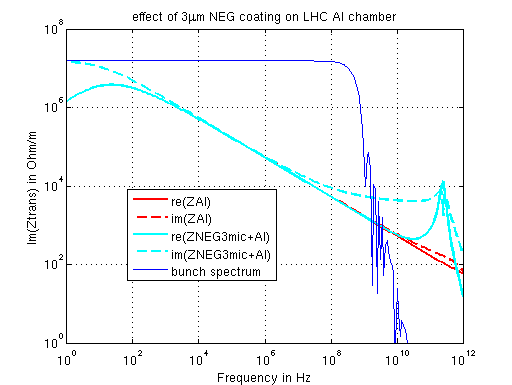 effect of 3μm NEG coating on LHC Al chamber
Im(Ztrans) in Ohm/m
10^8
10^6
10^4
10^2
10^0
re(ZAl)
im(ZAl)
re(ZNEG3mic+Al)
im(ZNEG3mic+Al)
bunch spectrum
10^0 10^2 10^4 10^6 10^8 10^10 10^12
Frequency in Hz